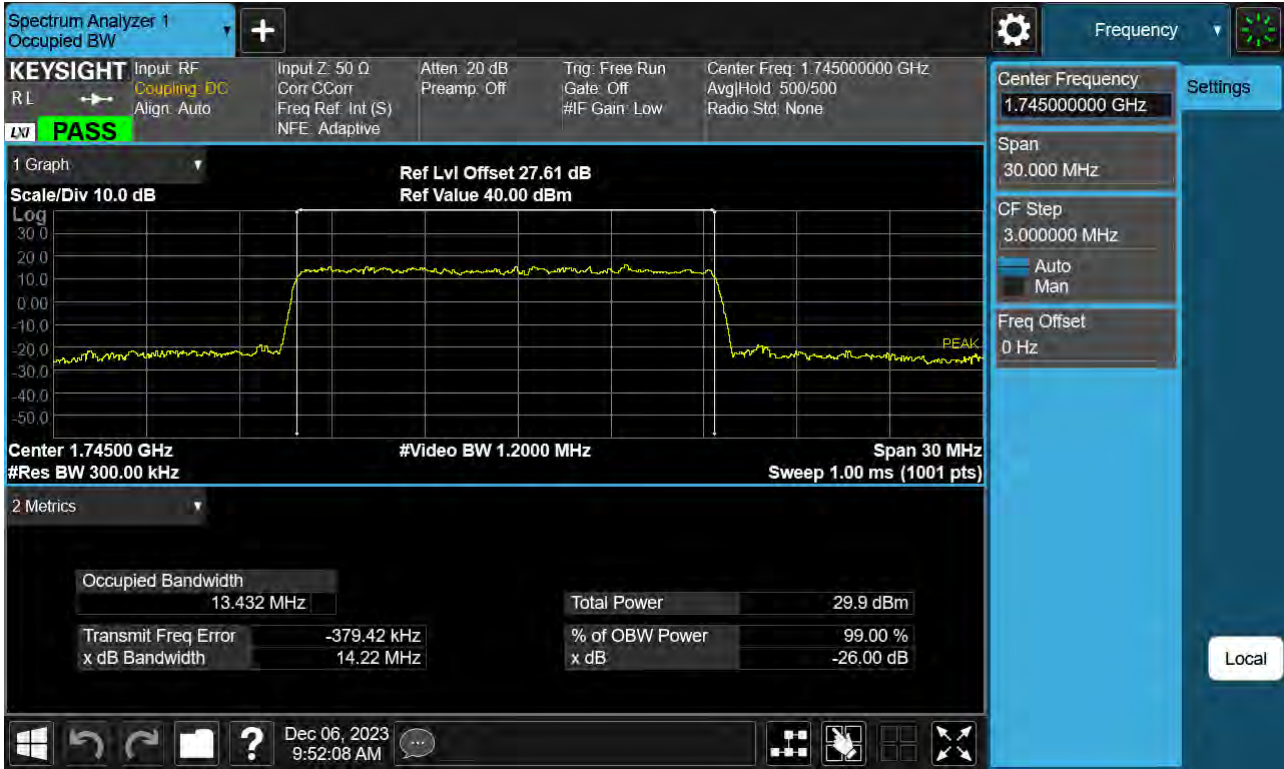 Spectrum Analyzer 1
Occupied BW
+
Frequency
KEYSIGHT
R L
LXI
PASS
Input: RF
Coupling: DC
Align: Auto
Input Z: 50 Ω
Corr CCorr
Freq Ref: Int (S)
NFE: Adaptive
Atten: 20 dB
Preamp: Off
Trig: Free Run
Gate: Off
#IF Gain: Low
Center Freq: 1.745000000 GHz
Avg|Hold: 500/500
Radio Std: None
1 Graph
Scale/Div 10.0 dB
Ref Lvl Offset 27.61 dB
Ref Value 40.00 dBm
Log
30.0
20.0
10.0
0.00
-10.0
-20.0
-30.0
-40.0
-50.0
PEAK
Center 1.74500 GHz
#Video BW 1.2000 MHz
Span 30 MHz
#Res BW 300.00 kHz
Sweep 1.00 ms (1001 pts)
2 Metrics
Occupied Bandwidth
13.432 MHz
Total Power 29.9 dBm
Transmit Freq Error -379.42 kHz
% of OBW Power 99.00 %
x dB Bandwidth 14.22 MHz
x dB -26.00 dB
Center Frequency
1.745000000 GHz
Settings
Span
30.000 MHz
CF Step
3.000000 MHz
Auto
Man
Freq Offset
0 Hz
Local
?
Dec 06, 2023
9:52:08 AM